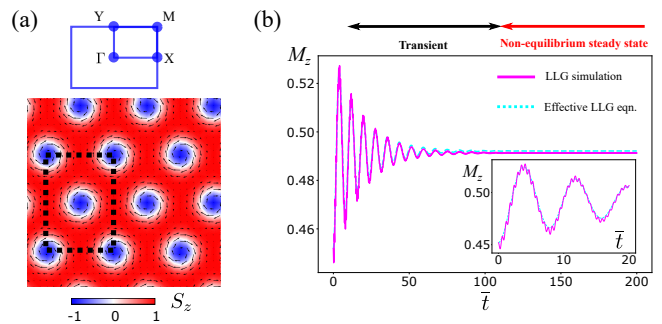 (a)
Y
M
Γ
X
-1
0
1
S_z
(b)
Transient
Non-equilibrium steady state
M_z
0.52
0.50
0.48
0.46
LLG simulation
Effective LLG eqn.
M_z
0.50
0.45
0
10
20
t̅
0
50
100
150
200
t̅